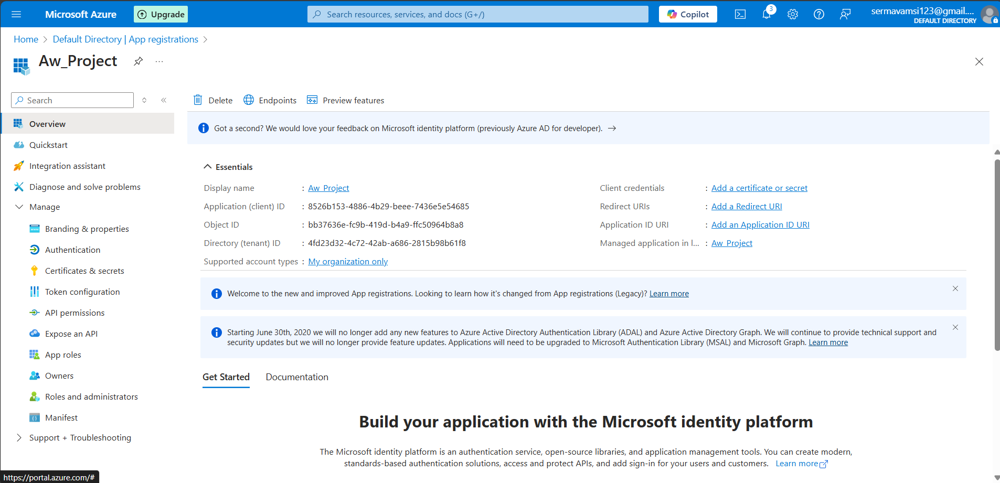 Microsoft Azure
Upgrade
Search resources, services, and docs (G+/)
Copilot
3
sermavamsi123@gmail....
DEFAULT DIRECTORY
Home > Default Directory | App registrations >
Aw_Project
...
Search
Delete
Endpoints
Preview features
Overview
Quickstart
Integration assistant
Diagnose and solve problems
Manage
Branding & properties
Authentication
Certificates & secrets
Token configuration
API permissions
Expose an API
App roles
Owners
Roles and administrators
Manifest
Support + Troubleshooting
Got a second? We would love your feedback on Microsoft identity platform (previously Azure AD for developer). →
Essentials
Display name : Aw_Project
Application (client) ID : 8526b153-4886-4b29-beee-7436e5e54685
Object ID : bb37636e-fc9b-419d-b4a9-ffc50964b8a8
Directory (tenant) ID : 4fd23d32-4c72-42ab-a686-2815b98b61f8
Supported account types : My organization only
Client credentials : Add a certificate or secret
Redirect URIs : Add a Redirect URI
Application ID URI : Add an Application ID URI
Managed application in l... : Aw_Project
Welcome to the new and improved App registrations. Looking to learn how it's changed from App registrations (Legacy)? Learn more
Starting June 30th, 2020 we will no longer add any new features to Azure Active Directory Authentication Library (ADAL) and Azure Active Directory Graph. We will continue to provide technical support and
security updates but we will no longer provide feature updates. Applications will need to be upgraded to Microsoft Authentication Library (MSAL) and Microsoft Graph. Learn more
Get Started
Documentation
Build your application with the Microsoft identity platform
The Microsoft identity platform is an authentication service, open-source libraries, and application management tools. You can create modern,
standards-based authentication solutions, access and protect APIs, and add sign-in for your users and customers. Learn more
https://portal.azure.com/#